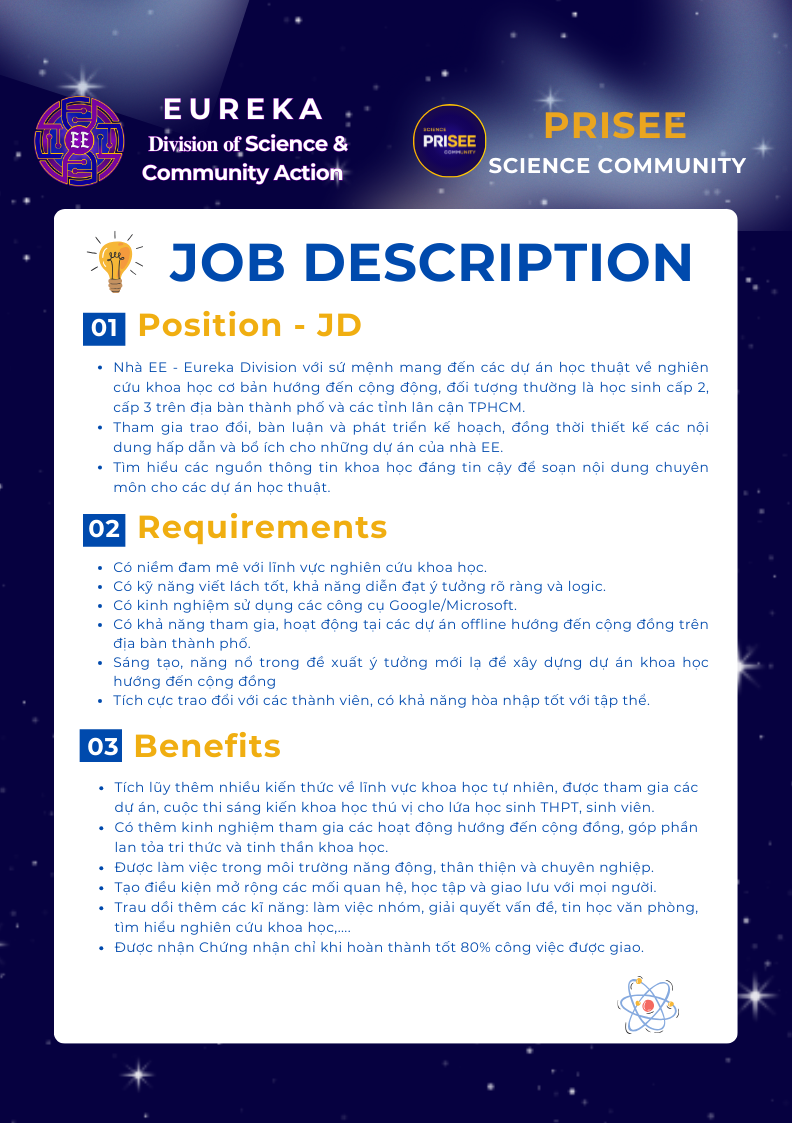 EUREKA
Division of Science &
Community Action
EE
SCIENCE
PRISEE
COMMUNITY
PRISEE
SCIENCE COMMUNITY
JOB DESCRIPTION
01 Position - JD
• Nhà EE - Eureka Division với sứ mệnh mang đến các dự án học thuật về nghiên
cứu khoa học cơ bản hướng đến cộng động, đối tượng thường là học sinh cấp 2,
cấp 3 trên địa bàn thành phố và các tỉnh lân cận TPHCM.
• Tham gia trao đổi, bàn luận và phát triển kế hoạch, đồng thời thiết kế các nội
dung hấp dẫn và bổ ích cho những dự án của nhà EE.
• Tìm hiểu các nguồn thông tin khoa học đáng tin cậy để soạn nội dung chuyên
môn cho các dự án học thuật.
02 Requirements
• Có niềm đam mê với lĩnh vực nghiên cứu khoa học.
• Có kỹ năng viết lách tốt, khả năng diễn đạt ý tưởng rõ ràng và logic.
• Có kinh nghiệm sử dụng các công cụ Google/Microsoft.
• Có khả năng tham gia, hoạt động tại các dự án offline hướng đến cộng đồng trên
địa bàn thành phố.
• Sáng tạo, năng nổ trong đề xuất ý tưởng mới lạ để xây dựng dự án khoa học
hướng đến cộng đồng
• Tích cực trao đổi với các thành viên, có khả năng hòa nhập tốt với tập thể.
03 Benefits
• Tích lũy thêm nhiều kiến thức về lĩnh vực khoa học tự nhiên, được tham gia các
dự án, cuộc thi sáng kiến khoa học thú vị cho lứa học sinh THPT, sinh viên.
• Có thêm kinh nghiệm tham gia các hoạt động hướng đến cộng đồng, góp phần
lan tỏa tri thức và tinh thần khoa học.
• Được làm việc trong môi trường năng động, thân thiện và chuyên nghiệp.
• Tạo điều kiện mở rộng các mối quan hệ, học tập và giao lưu với mọi người.
• Trau dồi thêm các kĩ năng: làm việc nhóm, giải quyết vấn đề, tin học văn phòng,
tìm hiểu nghiên cứu khoa học,....
• Được nhận Chứng nhận chỉ khi hoàn thành tốt 80% công việc được giao.